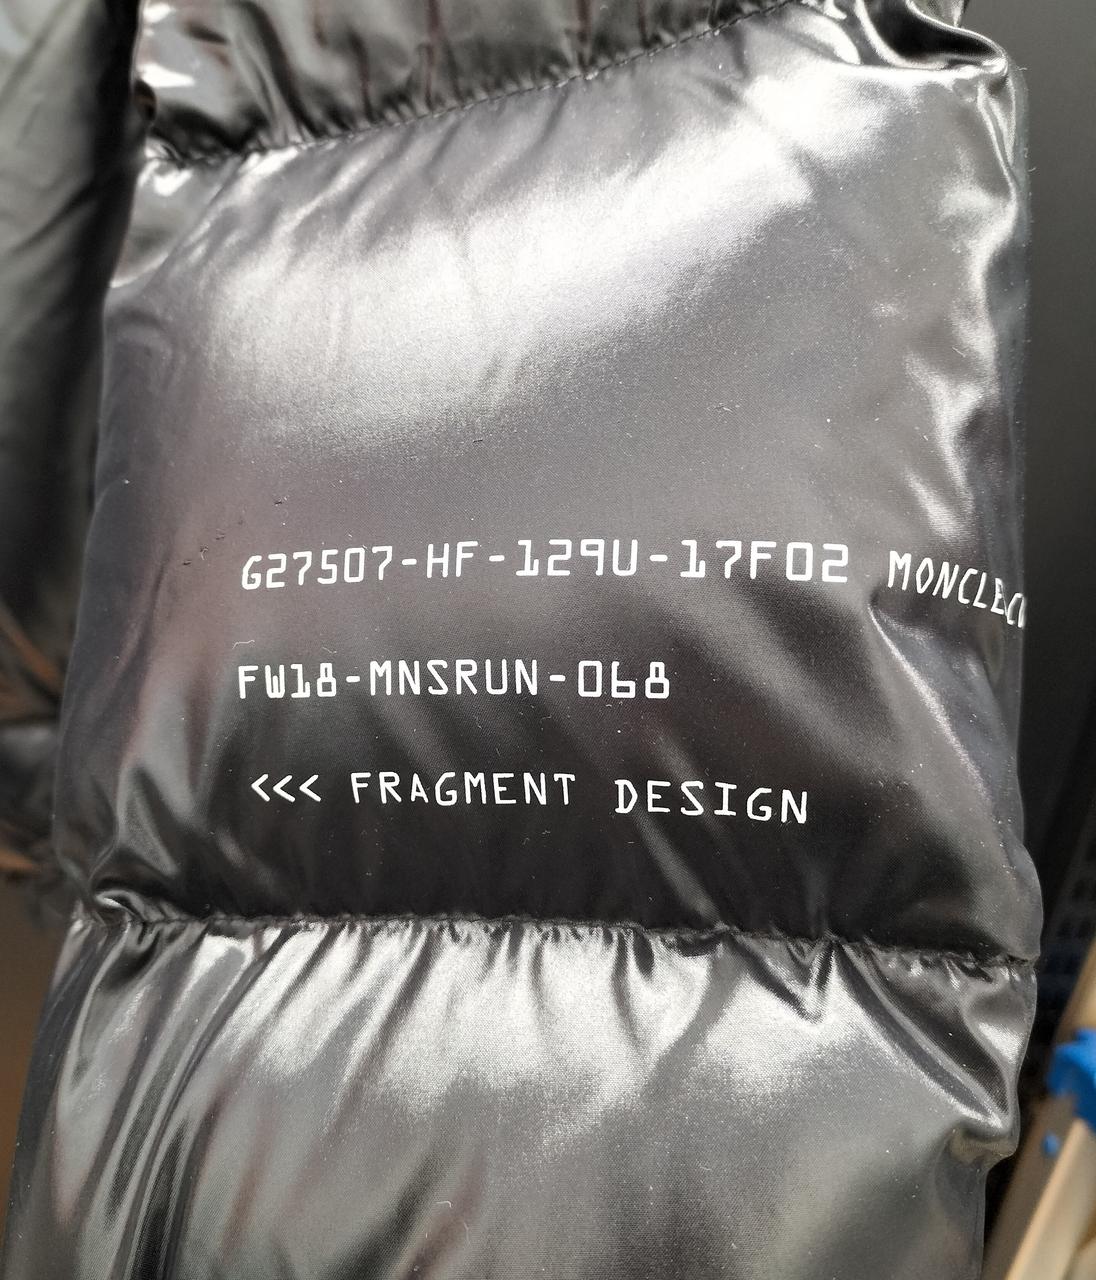 G27507-HF-129U-17F02
FW18-MNSRUN-068
<<< FRAGMENT DESIGN